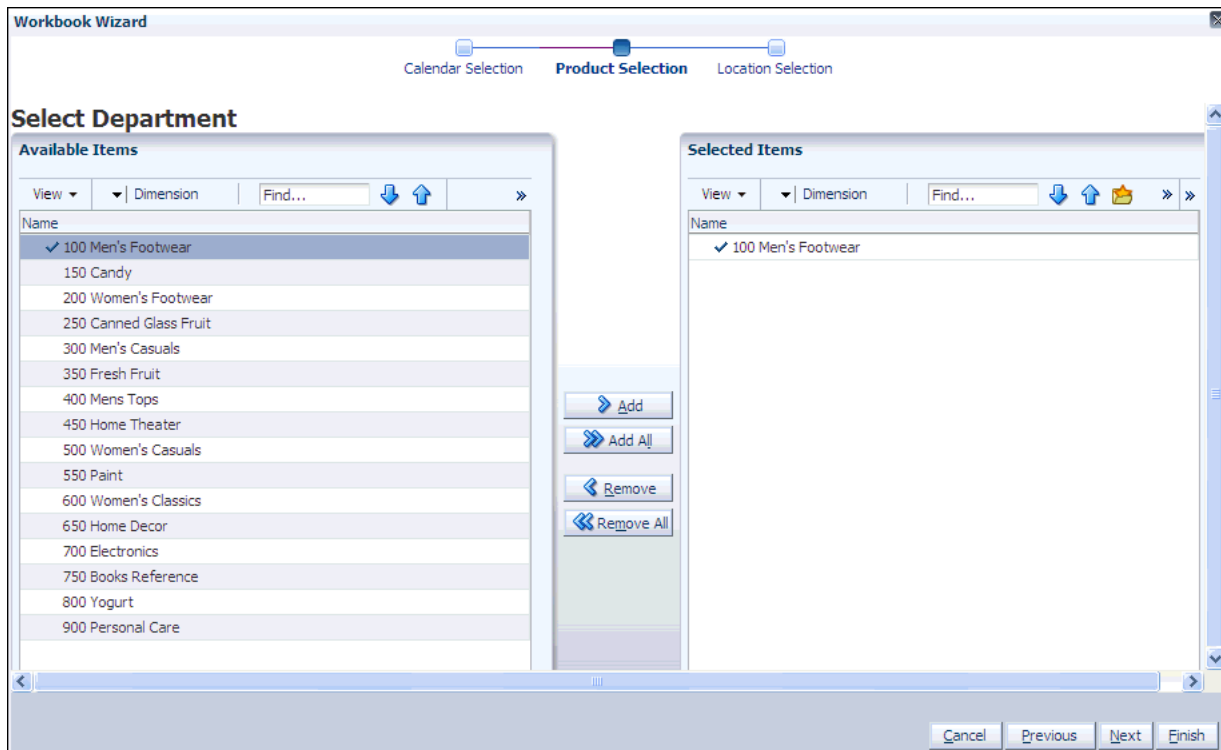 Workbook Wizard
Calendar Selection Product Selection Location Selection
Select Department
Available Items
View Dimension Find... »
Name
100 Men's Footwear
150 Candy
200 Women's Footwear
250 Canned Glass Fruit
300 Men's Casuals
350 Fresh Fruit
400 Mens Tops
450 Home Theater
500 Women's Casuals
550 Paint
600 Women's Classics
650 Home Decor
700 Electronics
750 Books Reference
800 Yogurt
900 Personal Care
Add
Add All
Remove
Remove All
Selected Items
View Dimension Find... » »
Name
100 Men's Footwear
Cancel Previous Next Finish